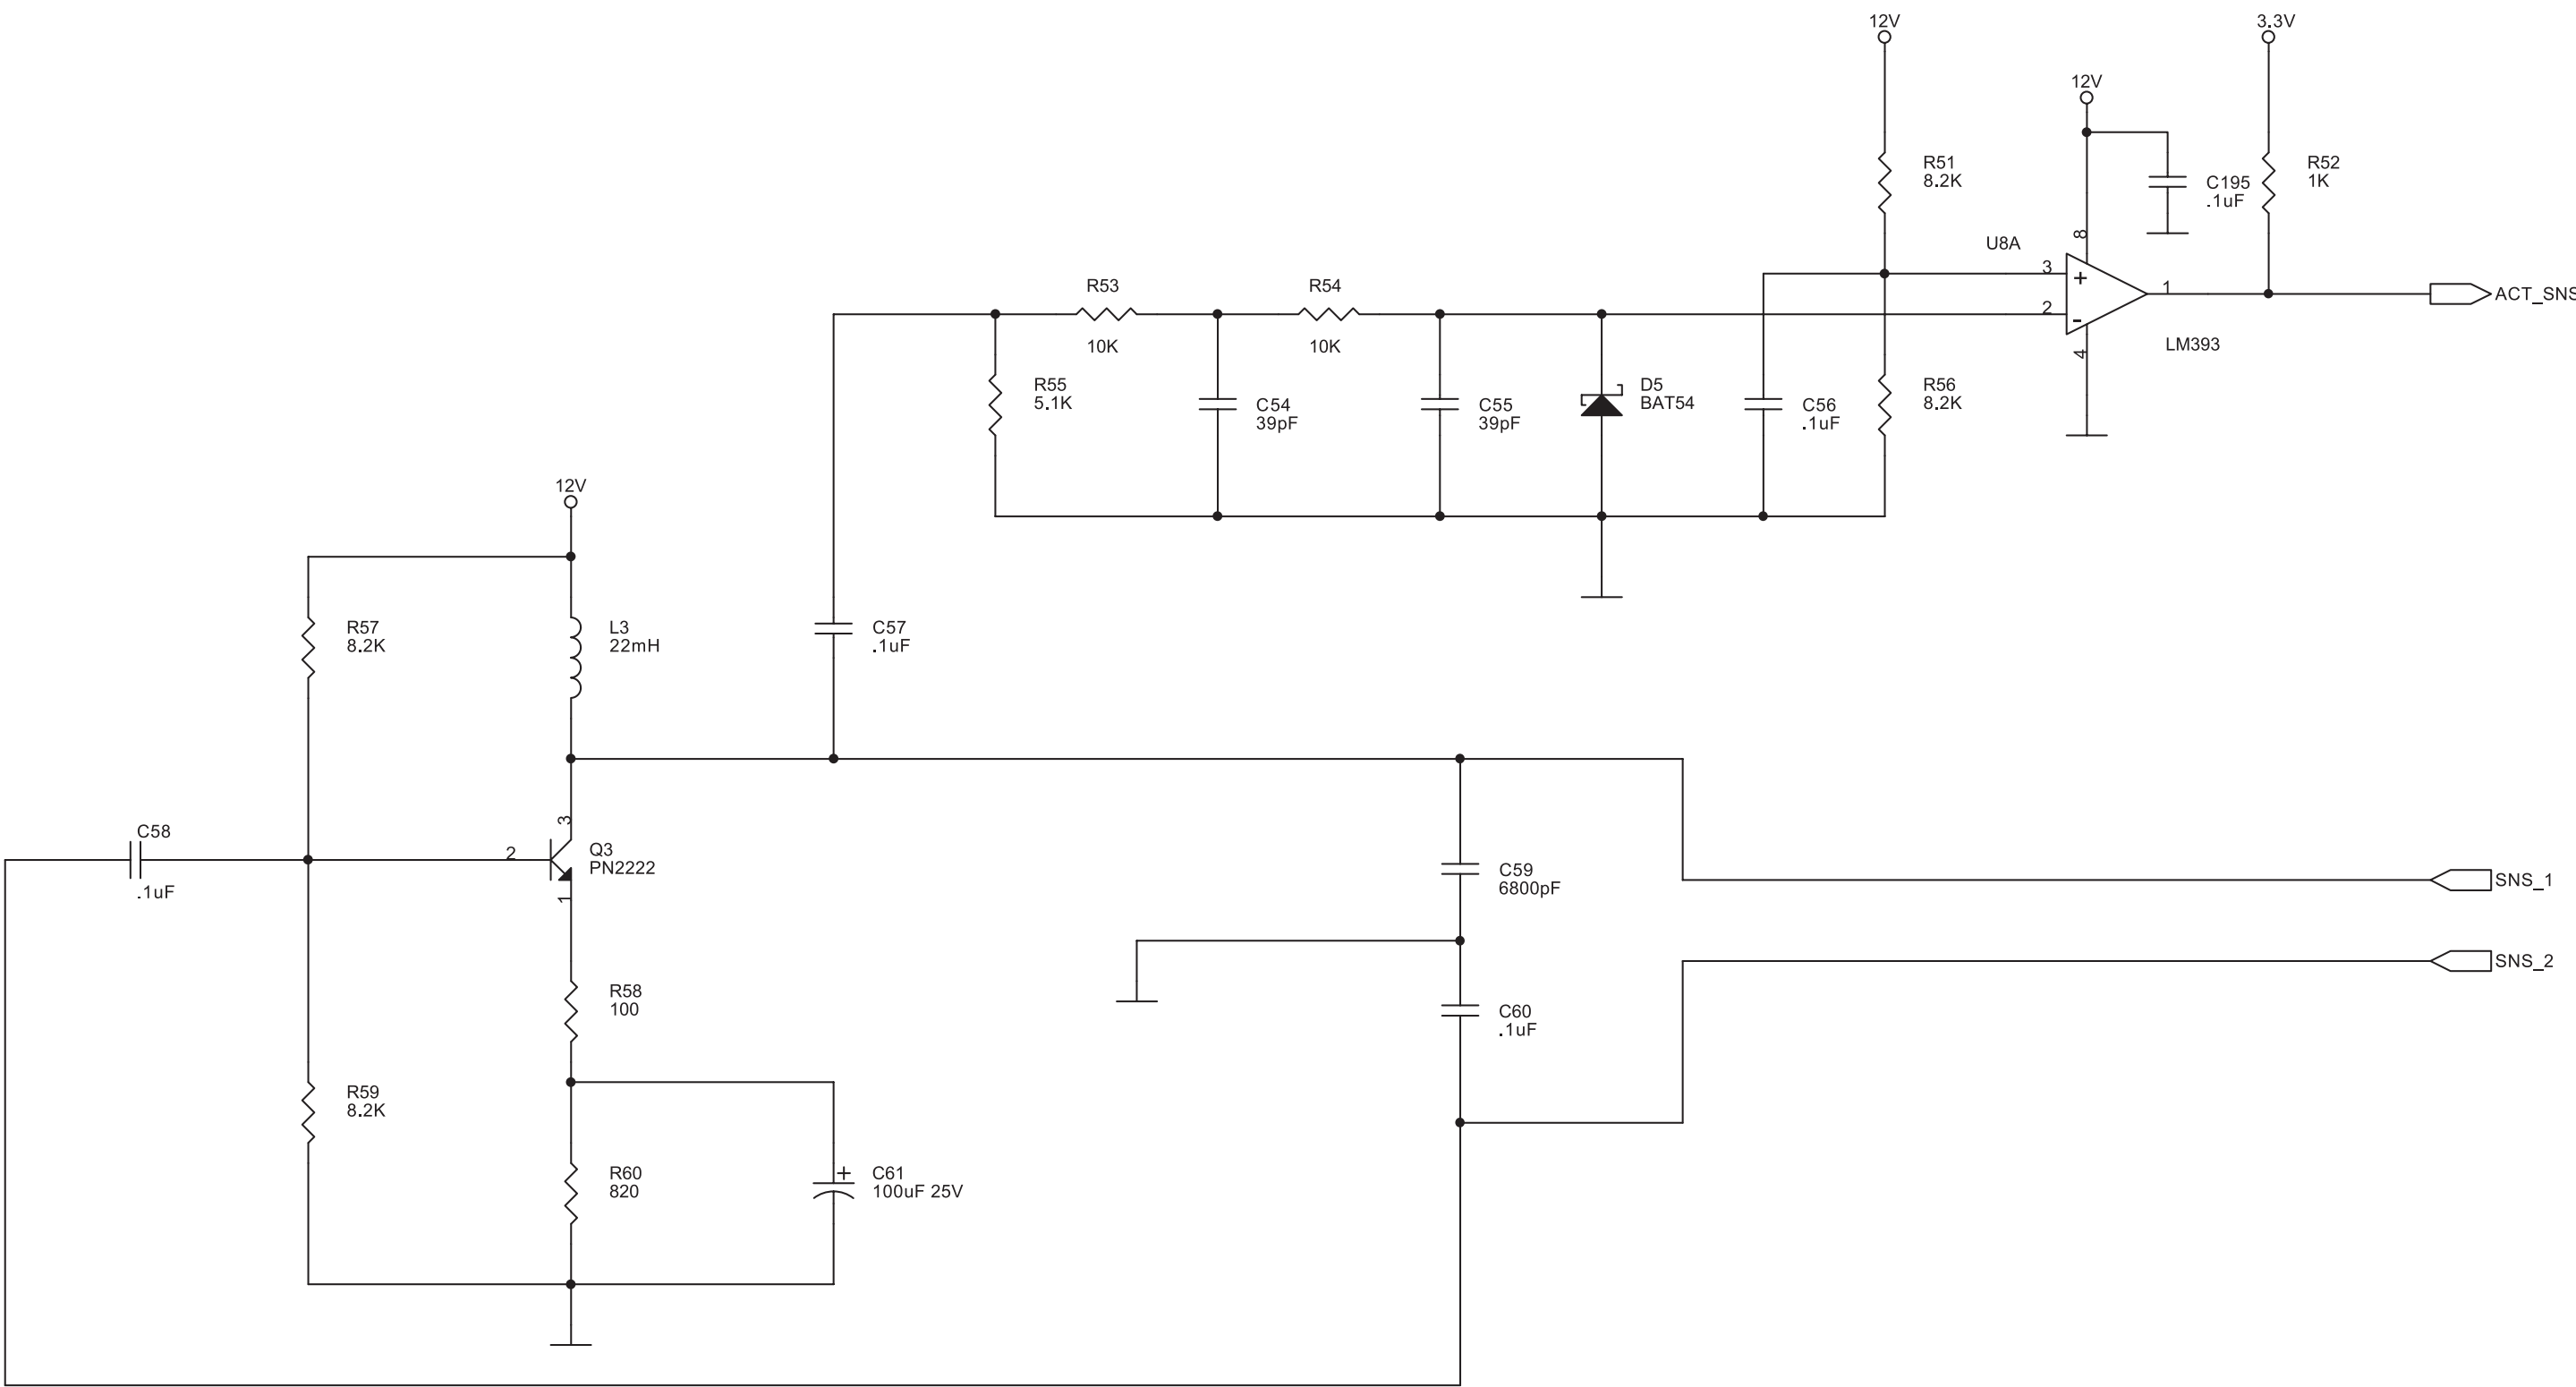 12V
3.3V
12V
R51
8.2K
C195
.1uF
R52
1K
U8A
8
3
+
1
2
-
4
ACT_SNS
LM393
R53
10K
R54
10K
R55
5.1K
C54
39pF
C55
39pF
D5
BAT54
C56
.1uF
R56
8.2K
12V
R57
8.2K
L3
22mH
C57
.1uF
C58
.1uF
3
2
Q3
PN2222
1
C59
6800pF
SNS_1
SNS_2
R58
100
C60
.1uF
R59
8.2K
R60
820
+
C61
100uF 25V